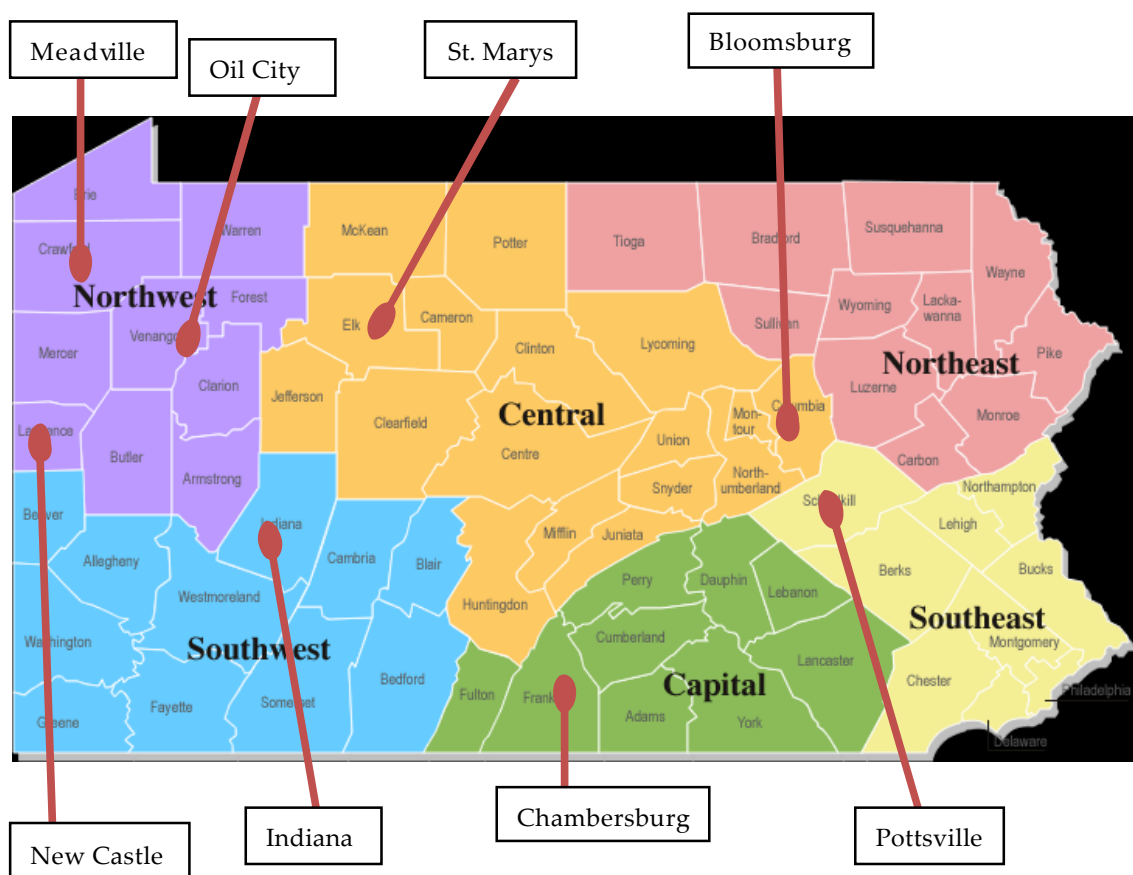 Meadville
Oil City
St. Marys
Bloomsburg
Erie
Crawford
Warren
McKean
Potter
Tioga
Bradford
Susquehanna
Wayne
Northwest
Forest
Venango
Elk
Cameron
Sullivan
Wyoming
Lacka-
wanna
Mercer
Clarion
Clinton
Lycoming
Northeast
Pike
Jefferson
Luzerne
Lawrence
Clearfield
Central
Mon-
tour
Columbia
Monroe
Butler
Armstrong
Centre
Union
Snyder
North-
umberland
Carbon
Northampton
Schuylkill
Beaver
Indiana
Allegheny
Cambria
Blair
Mifflin
Juniata
Lehigh
Westmoreland
Huntingdon
Perry
Dauphin
Lebanon
Berks
Bucks
Southeast
Washington
Southwest
Cumberland
Lancaster
Montgomery
Bedford
Fulton
Franklin
Capital
Chester
Philadelphia
Greene
Fayette
Somerset
Adams
York
Delaware
New Castle
Indiana
Chambersburg
Pottsville